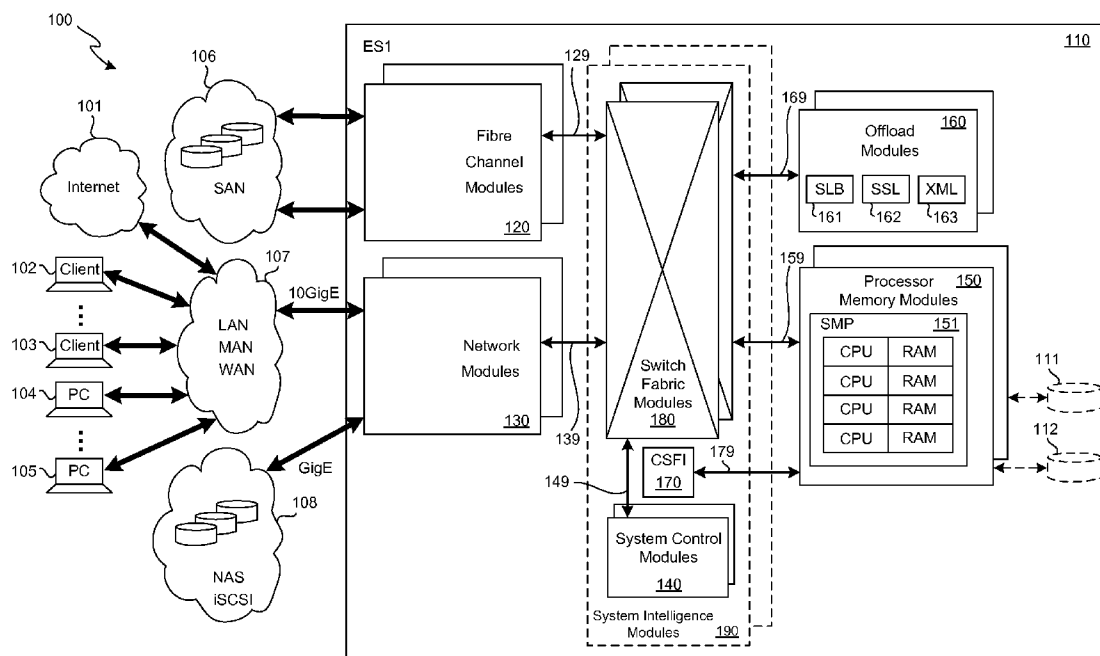 100
ES1
110
106
SAN
101
Internet
107
LAN
MAN
WAN
102
Client
103
Client
104
PC
105
PC
10GigE
GigE
108
NAS
iSCSI
Fibre
Channel
Modules
120
Network
Modules
130
129
139
Switch
Fabric
Modules
180
149
CSFI
170
179
System Control
Modules
140
System Intelligence
Modules
190
169
160
Offload
Modules
SLB
SSL
XML
161
162
163
159
Processor
150
Memory Modules
SMP
151
CPU RAM
CPU RAM
CPU RAM
CPU RAM
111
112